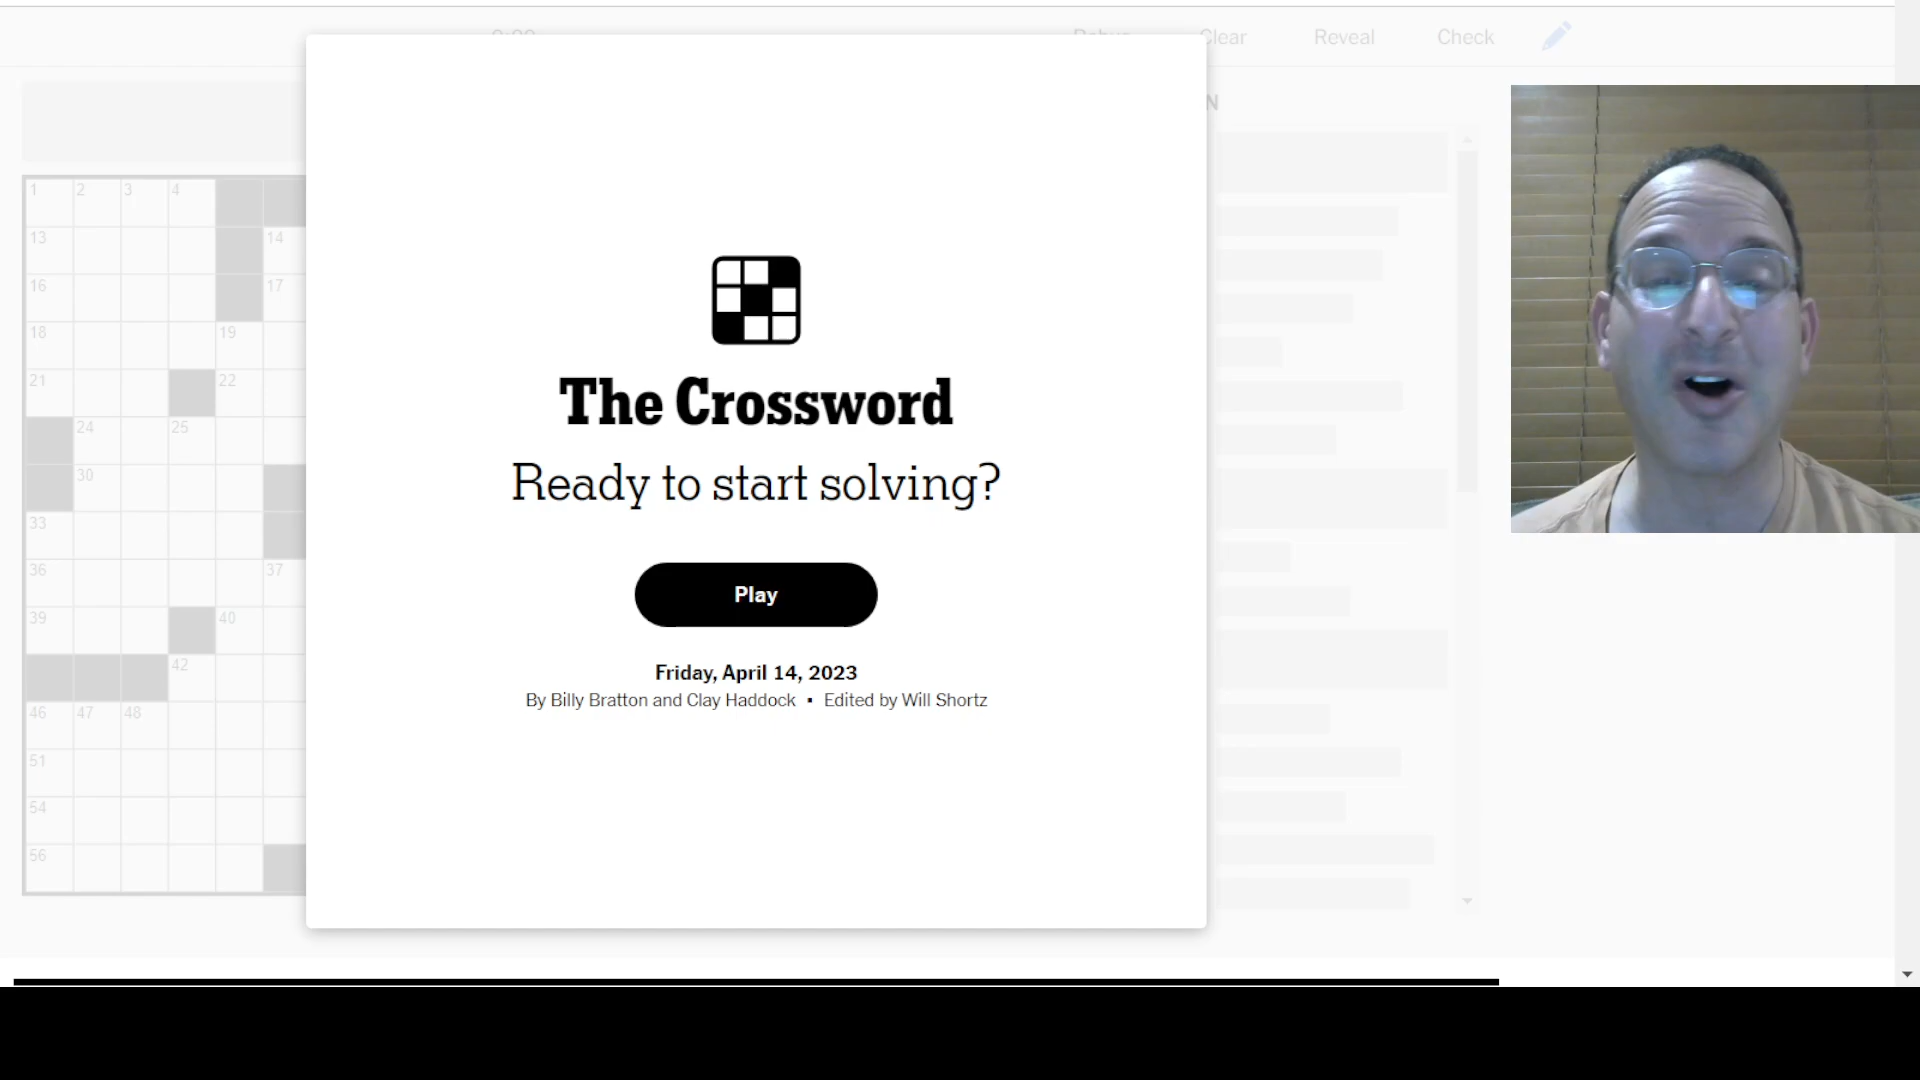 Clear Reveal Check
N
1 2 3 4
13 14
16 17
18 19
21 22
24 25
30
33
36 37
39 40
42
46 47 48
51
54
56
The Crossword
Ready to start solving?
Play
Friday, April 14, 2023
By Billy Bratton and Clay Haddock ▪ Edited by Will Shortz